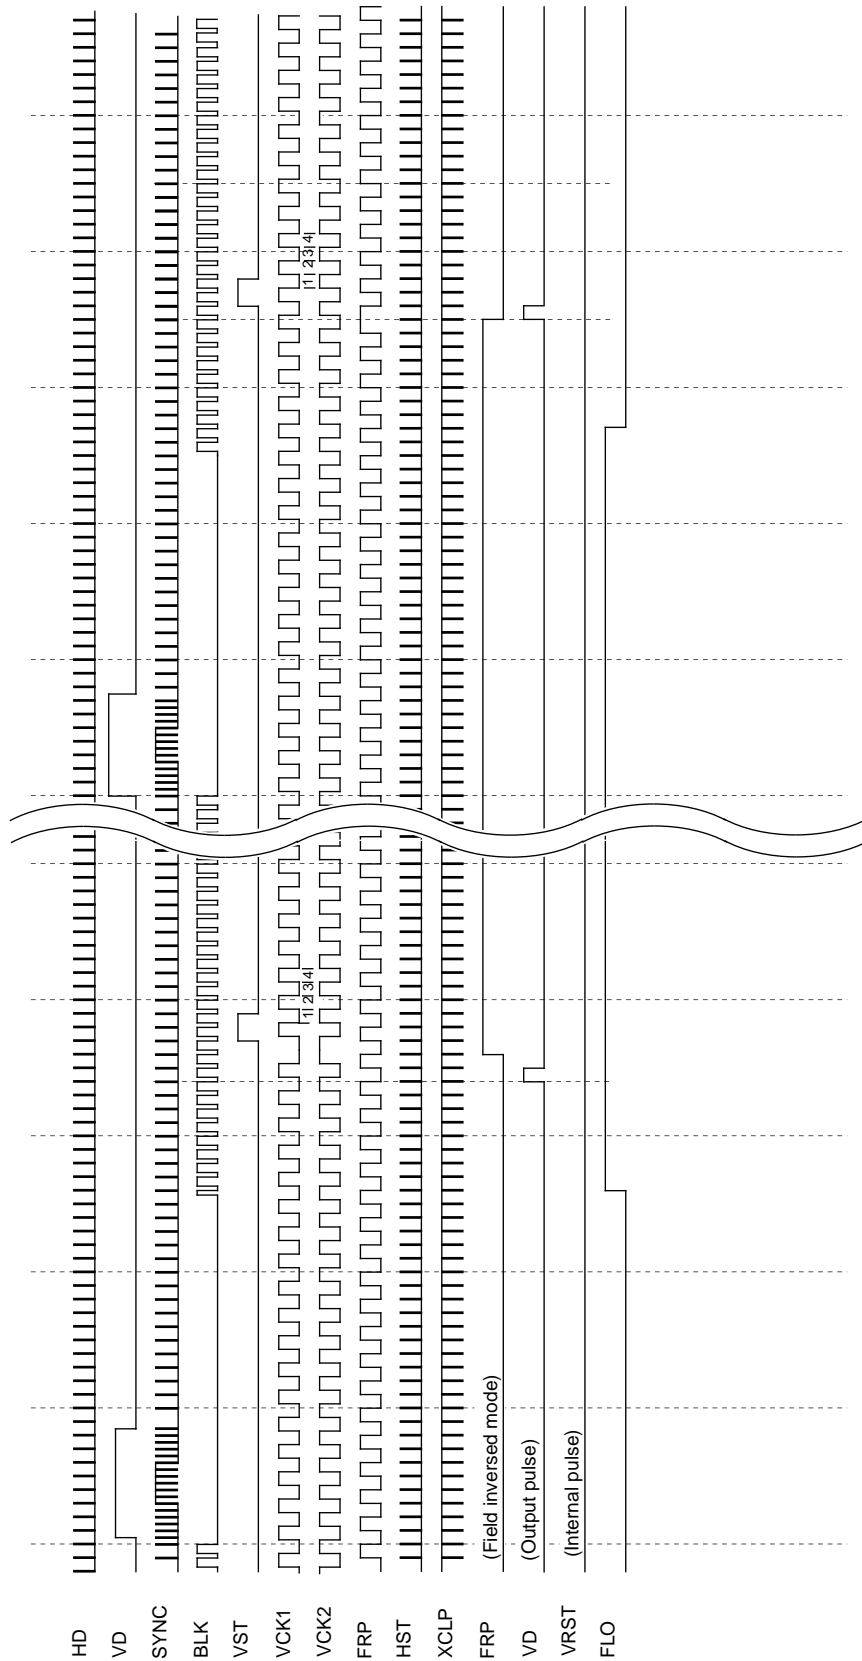 HD
VD
SYNC
BLK
VST
VCK1
1 2 3 4
1 2 3 4
VCK2
FRP
HST
XCLP
FRP (Field inversed mode)
VD (Output pulse)
VRST (Internal pulse)
FLO